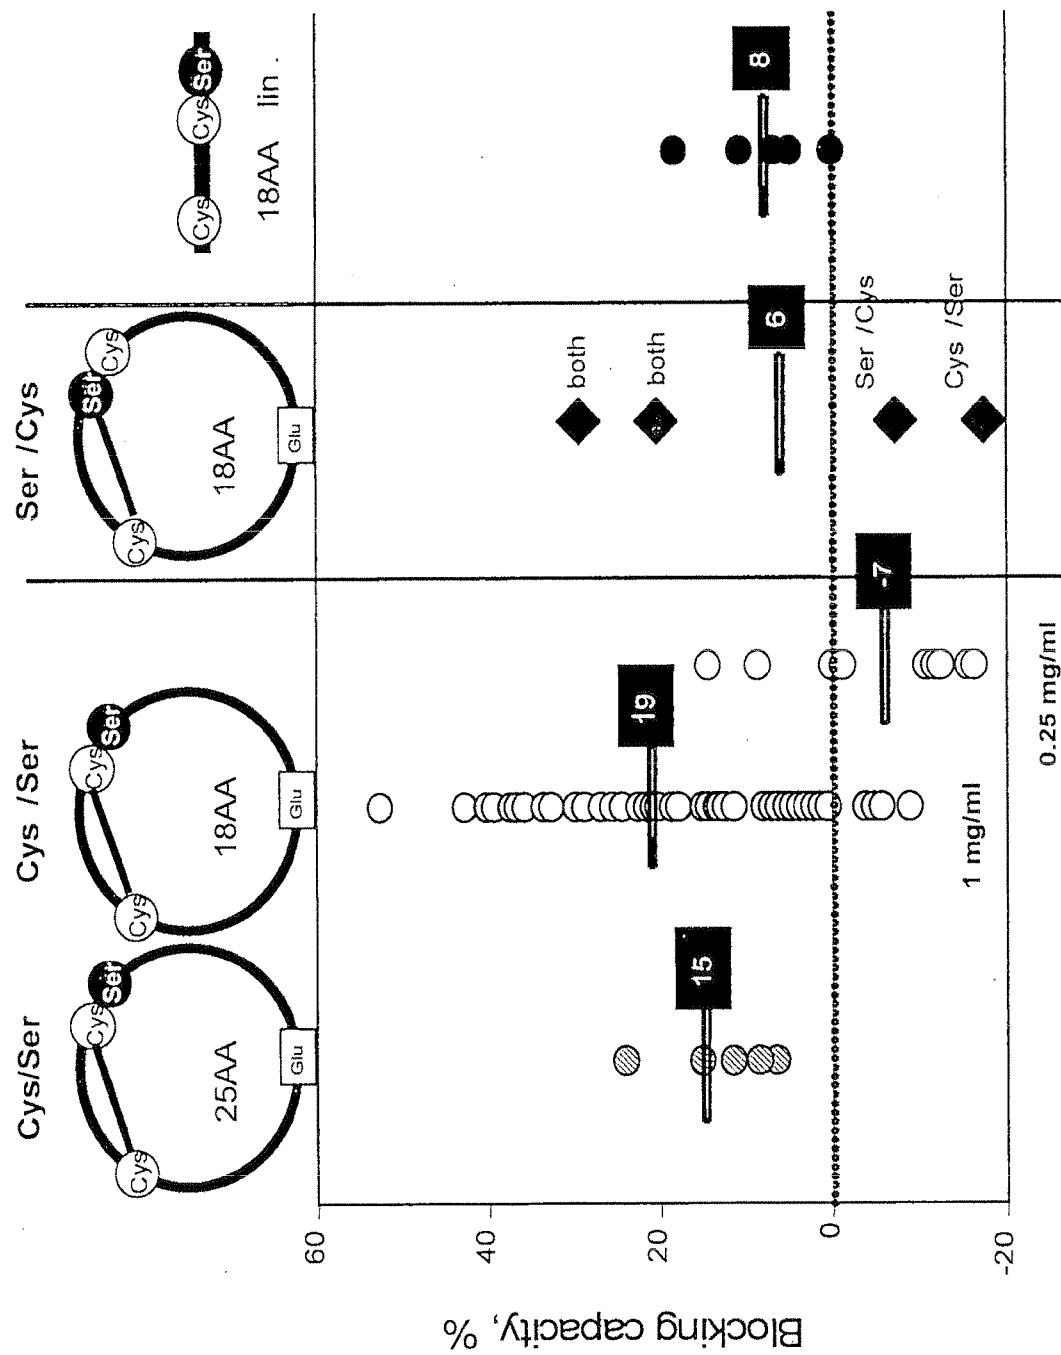 Cys/Ser
Cys /Ser
Ser /Cys
Cys
Cys
Ser
25AA
Glu
Cys
Cys
Ser
18AA
Glu
Cys
Ser
Cys
18AA
Glu
Cys
Cys
Ser
18AA lin.
Blocking capacity, %
60
40
20
0
-20
15
19
-7
6
8
both
both
Ser /Cys
Cys /Ser
1 mg/ml
0.25 mg/ml